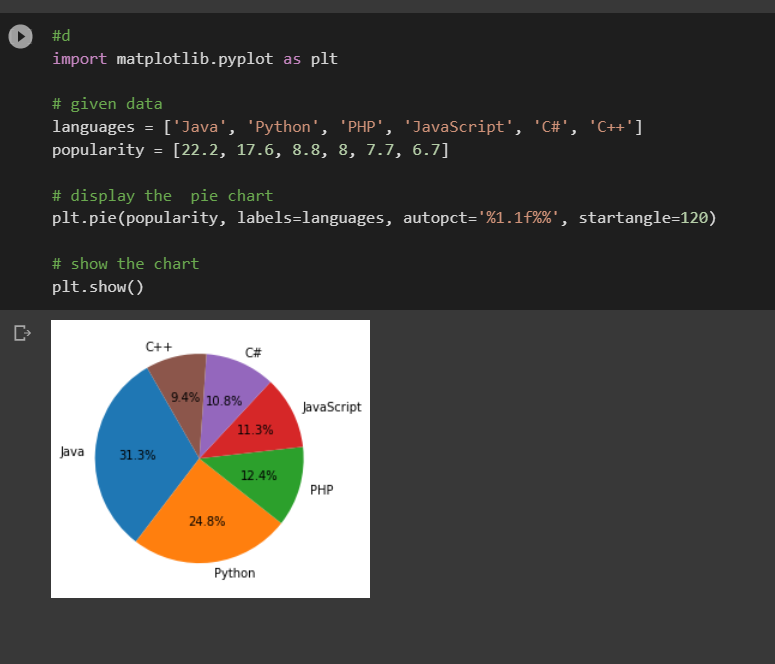 #d
import matplotlib.pyplot as plt
# given data
languages = ['Java', 'Python', 'PHP', 'JavaScript', 'C#', 'C++']
popularity = [22.2, 17.6, 8.8, 8, 7.7, 6.7]
# display the  pie chart
plt.pie(popularity, labels=languages, autopct='%1.1f%%', startangle=120)
# show the chart
plt.show()
C++
C#
9.4%
10.8%
JavaScript
11.3%
Java
31.3%
12.4%
PHP
24.8%
Python